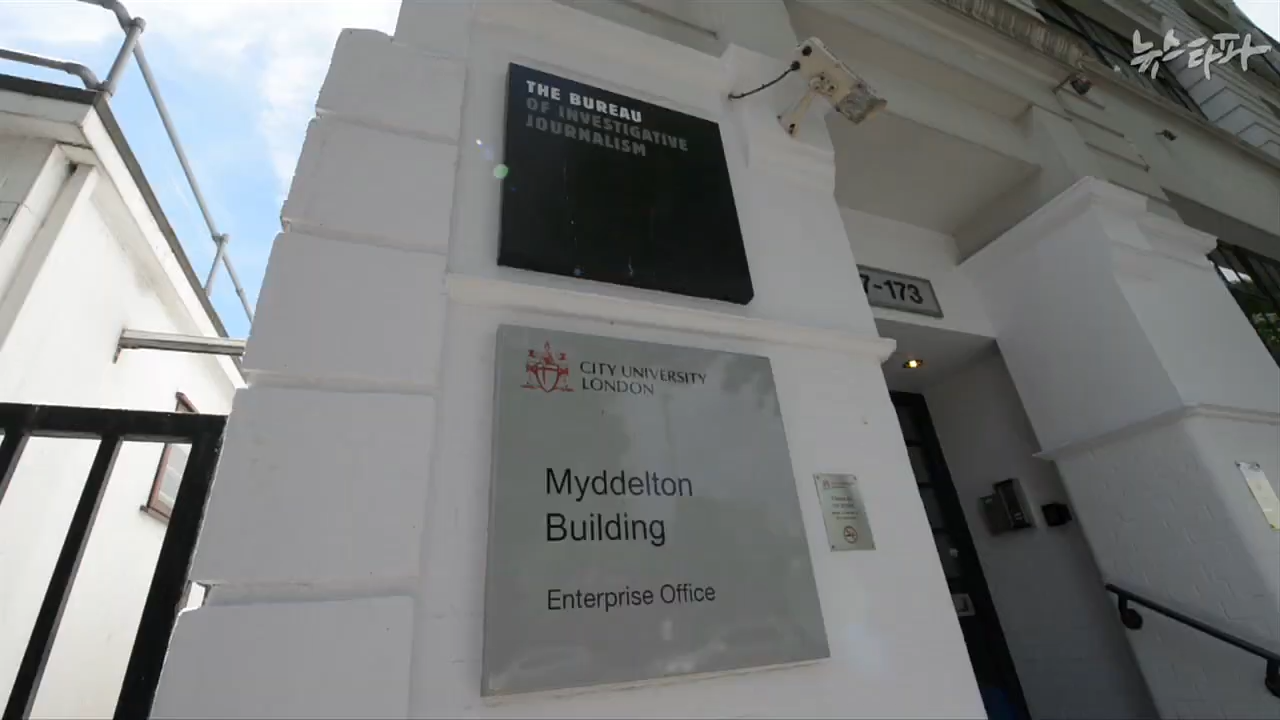 뉴스타파
THE BUREAU
OF INVESTIGATIVE
JOURNALISM
7-173
CITY UNIVERSITY
LONDON
Myddelton
Building
Enterprise Office